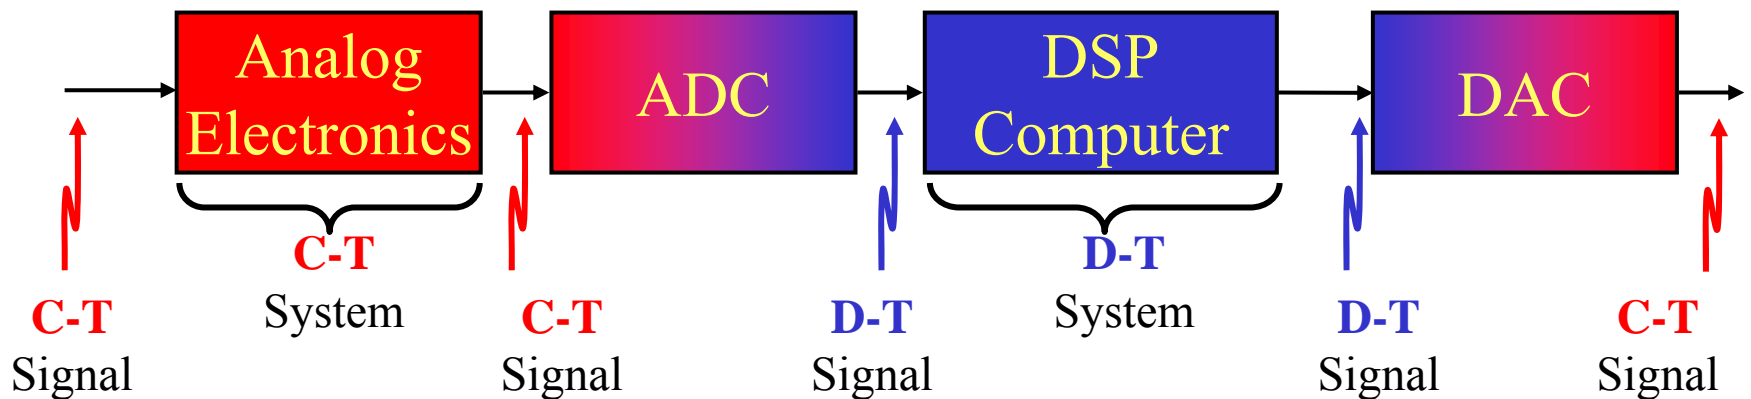 Analog
Electronics
ADC
DSP
Computer
DAC
C-T
System
D-T
System
C-T
Signal
C-T
Signal
D-T
Signal
D-T
Signal
C-T
Signal